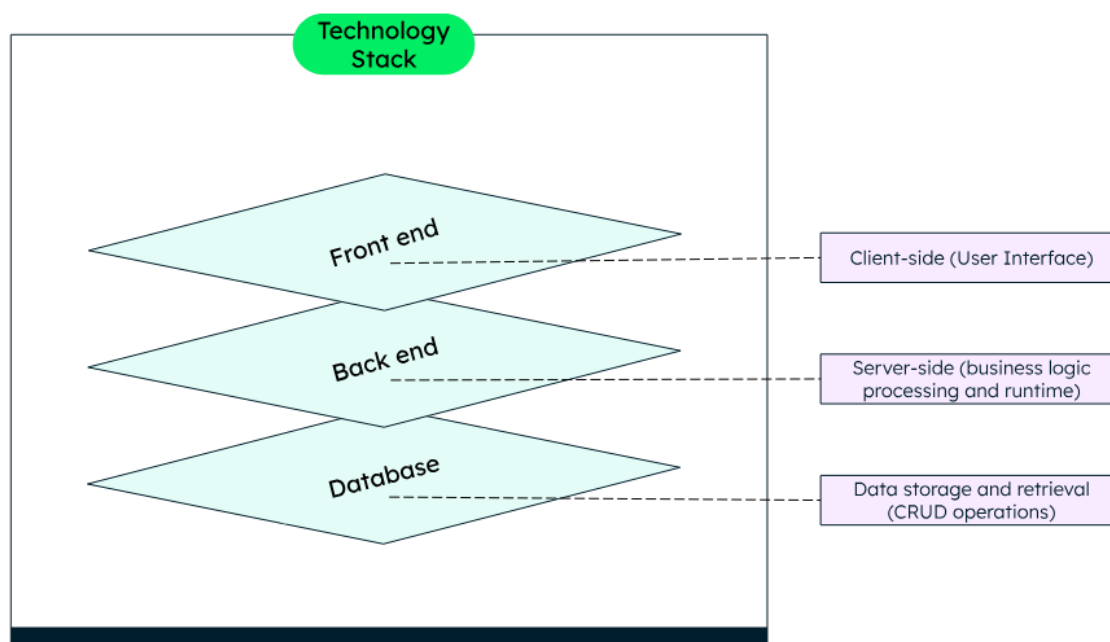 Technology
Stack
Front end
Client-side (User Interface)
Back end
Server-side (business logic
processing and runtime)
Database
Data storage and retrieval
(CRUD operations)